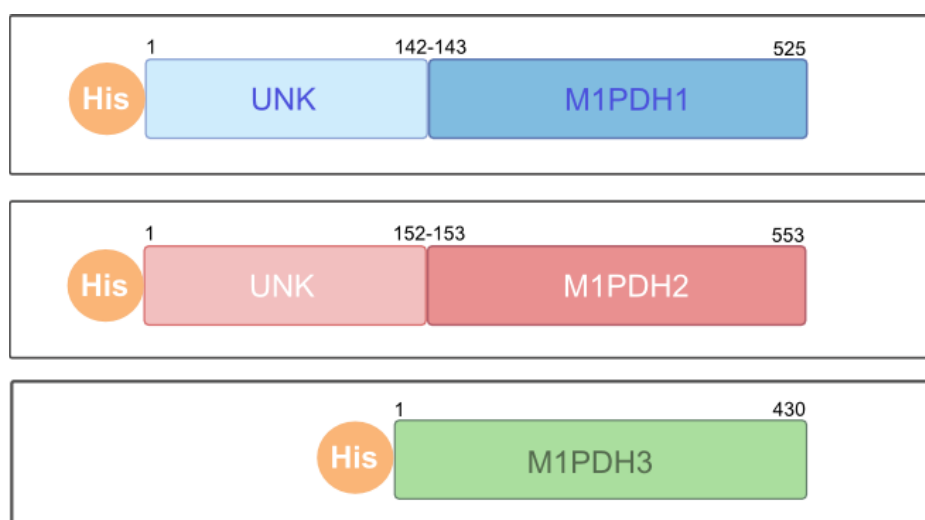 1 142-143 525
His UNK M1PDH1
1 152-153 553
His UNK M1PDH2
1 430
His M1PDH3